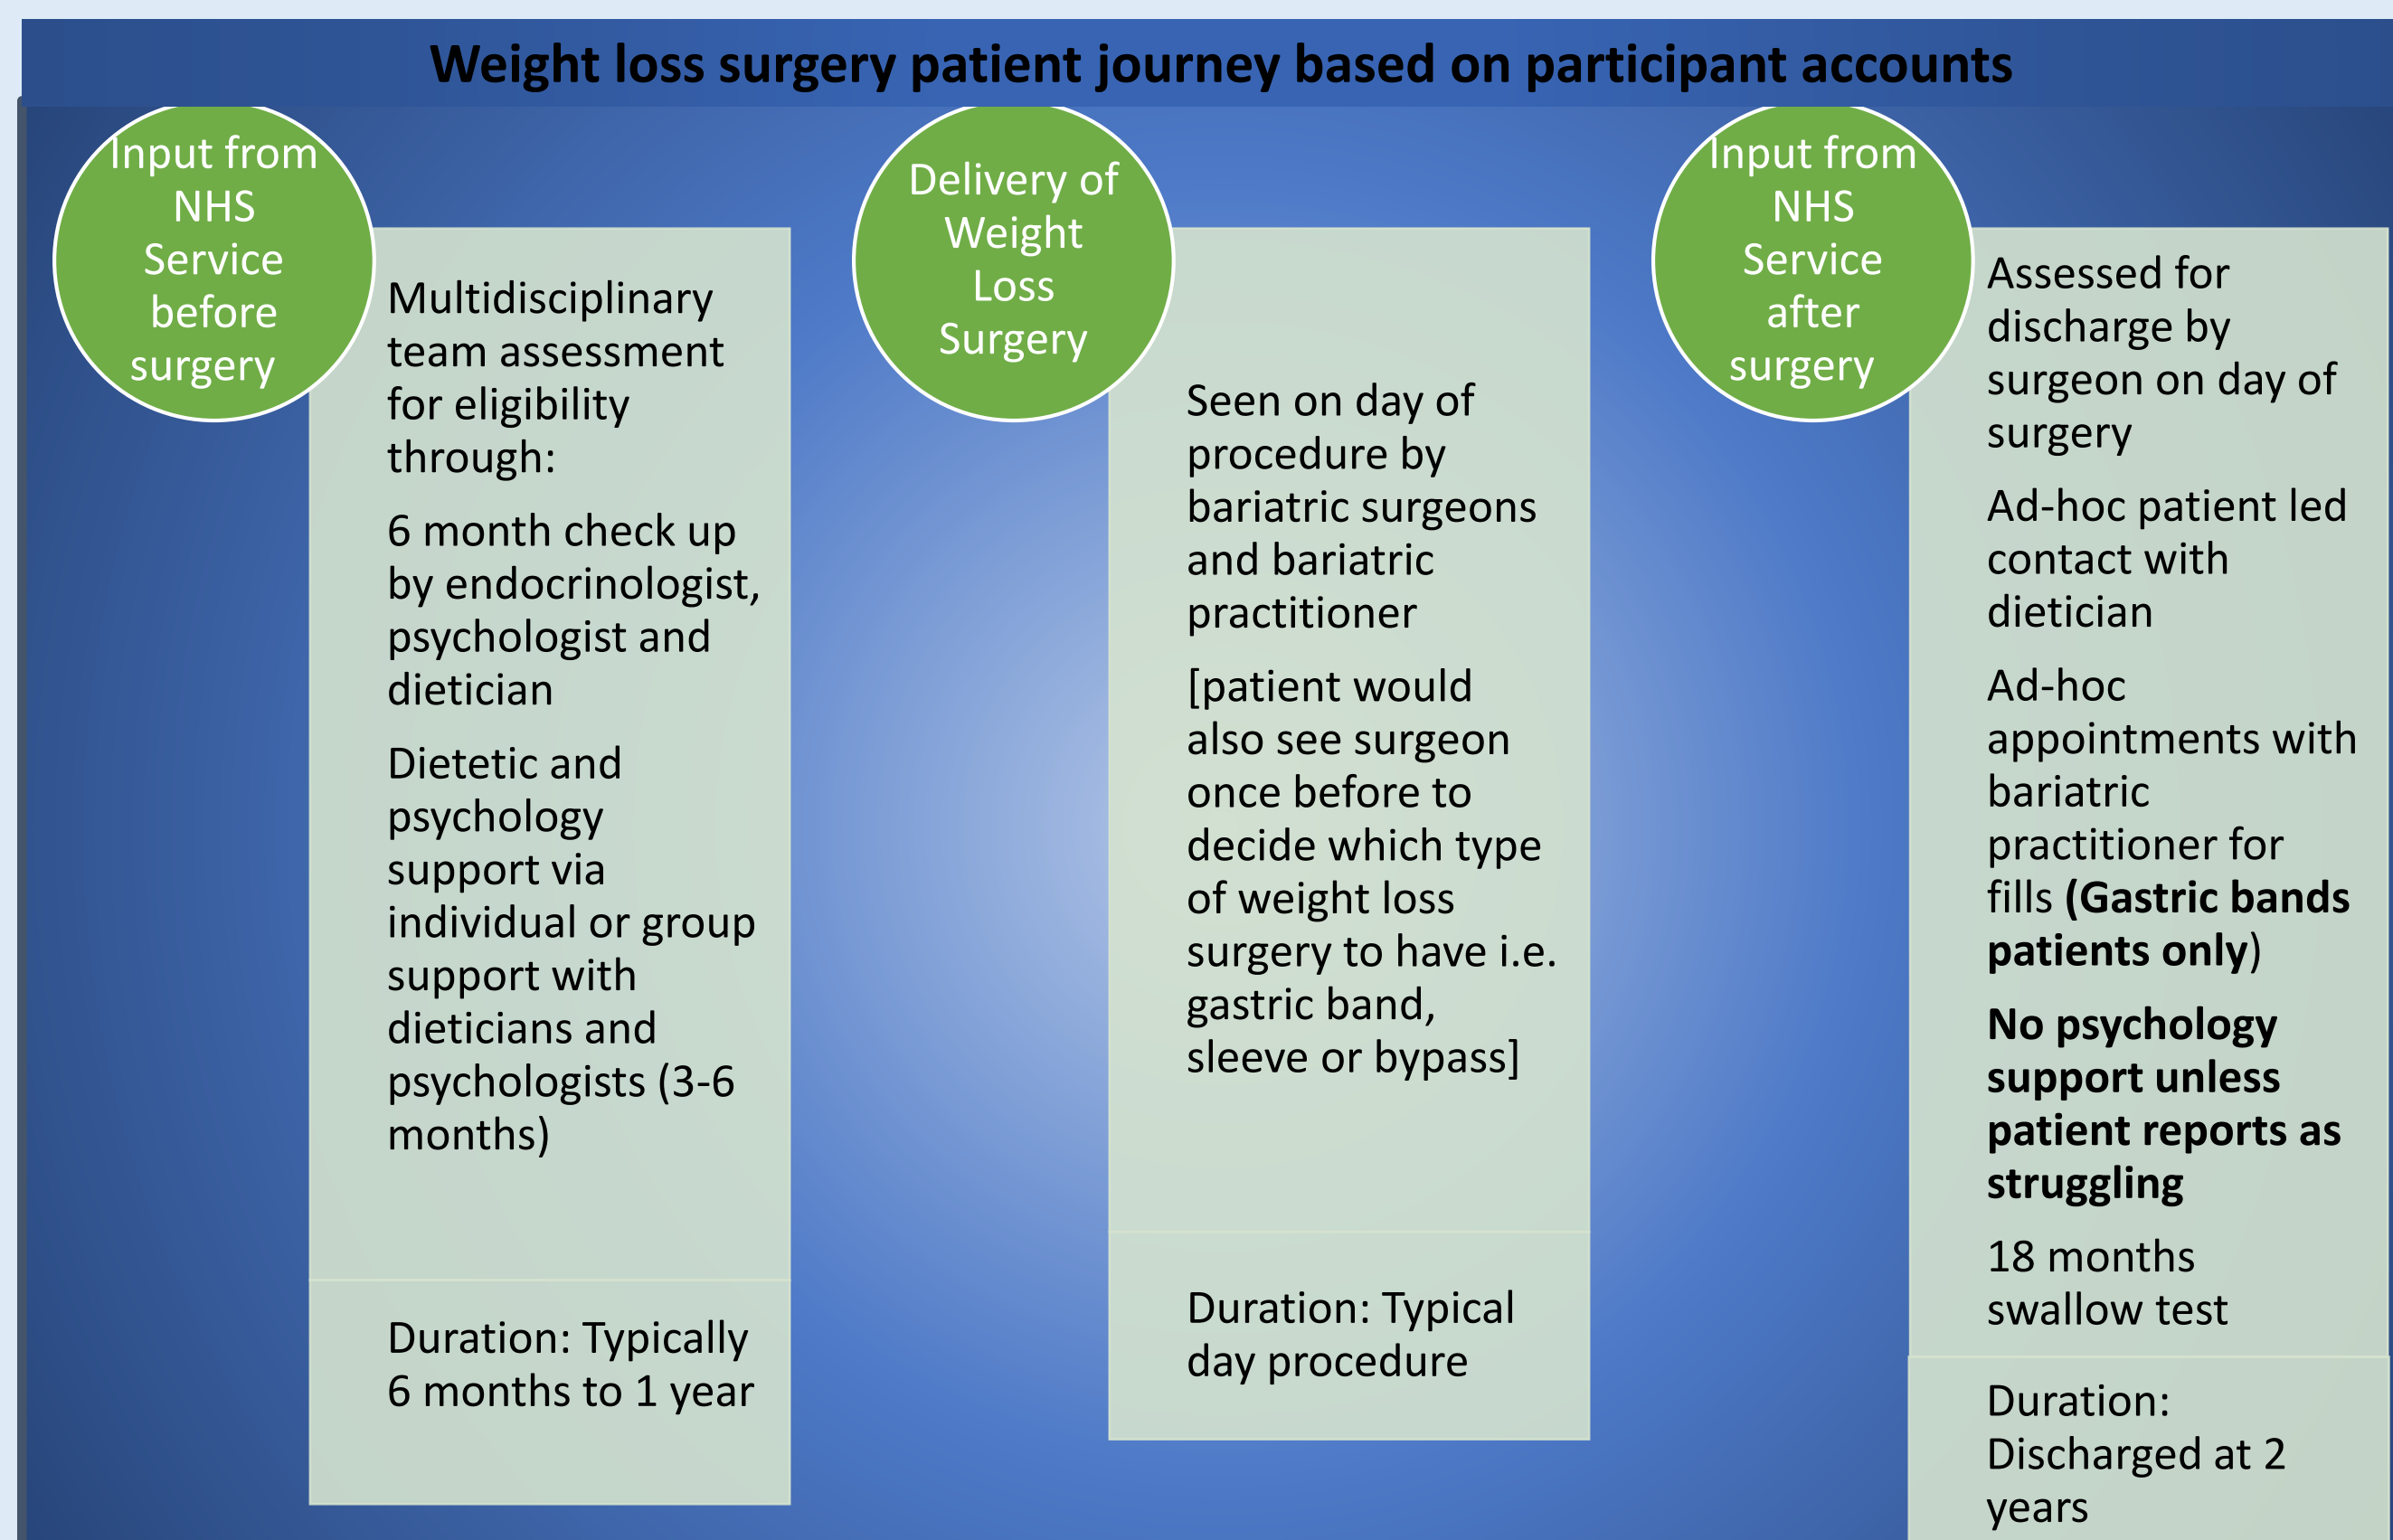 Weight loss surgery patient journey based on participant accounts
Input from
NHS
Service
before
surgery
Multidisciplinary
team assessment
for eligibility
through:
6 month check up
by endocrinologist,
psychologist and
dietician
Dietetic and
psychology
support via
individual or group
support with
dieticians and
psychologists (3-6
months)
Duration: Typically
6 months to 1 year
Delivery of
Weight
Loss
Surgery
Seen on day of
procedure by
bariatric surgeons
and bariatric
practitioner
[patient would
also see surgeon
once before to
decide which type
of weight loss
surgery to have i.e.
gastric band,
sleeve or bypass]
Duration: Typical
day procedure
Input from
NHS
Service
after
surgery
Assessed for
discharge by
surgeon on day of
surgery
Ad-hoc patient led
contact with
dietician
Ad-hoc
appointments with
bariatric
practitioner for
fills (Gastric bands
patients only)
No psychology
support unless
patient reports as
struggling
18 months
swallow test
Duration:
Discharged at 2
years